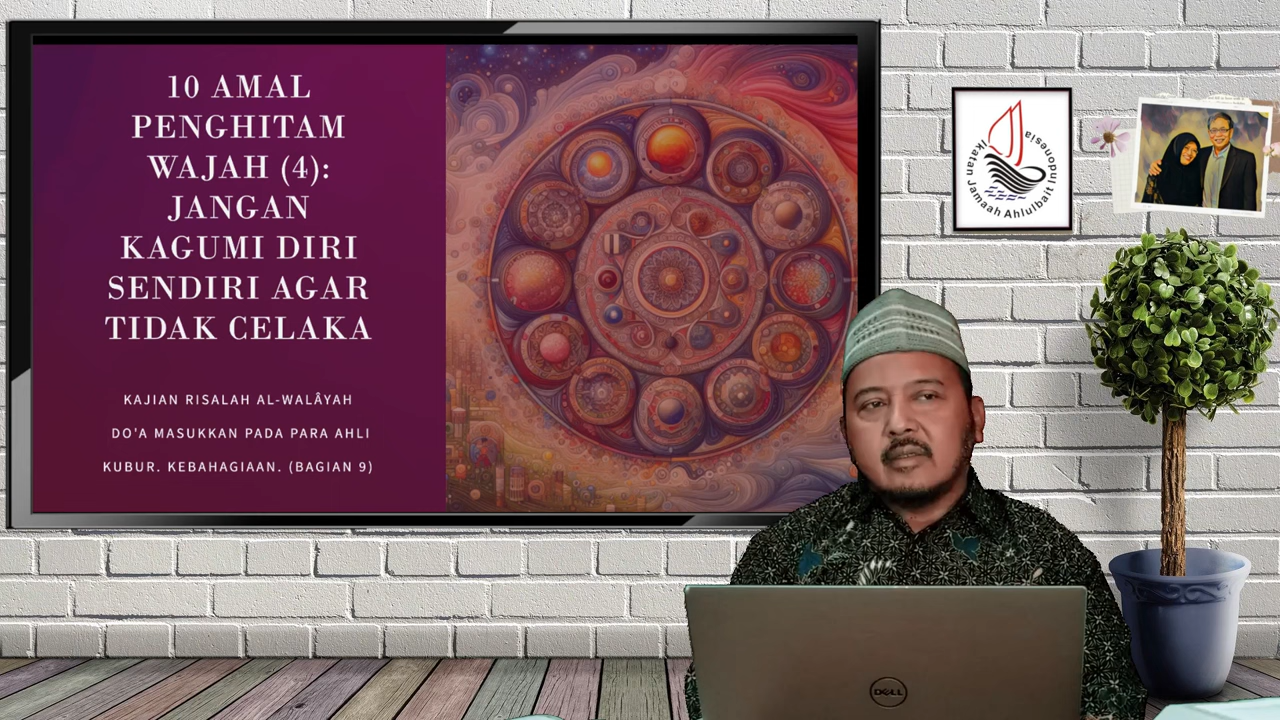 10 AMAL
PENGHITAM
WAJAH (4):
JANGAN
KAGUMI DIRI
SENDIRI AGAR
TIDAK CELAKA
KAJIAN RISALAH AL-WALÂYAH
DO'A MASUKKAN PADA PARA AHLI
KUBUR. KEBAHAGIAAN. (BAGIAN 9)
Ikatan Jamaah Ahlulbait Indonesia
DELL